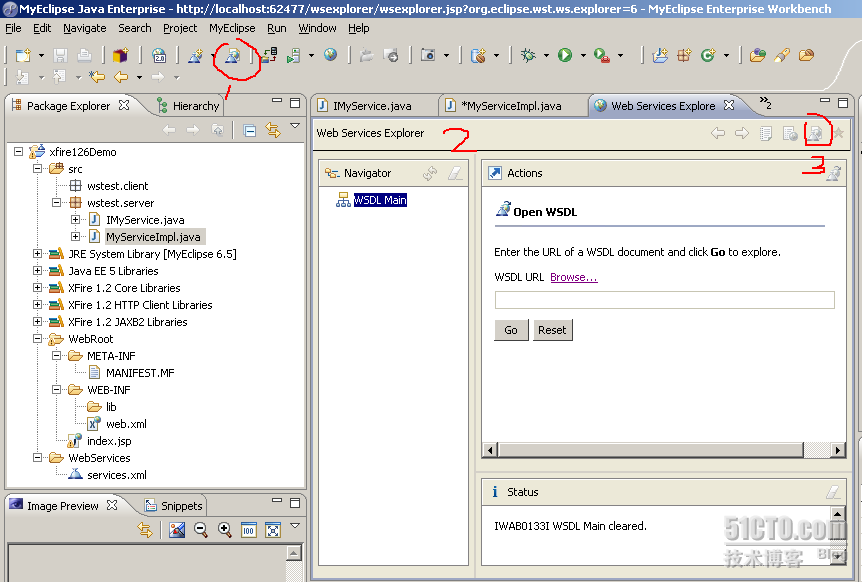 MyEclipse Java Enterprise - http://localhost:62477/wsexplorer/wsexplorer.jsp?org.eclipse.wst.ws.explorer=6 - MyEclipse Enterprise Workbench
File Edit Navigate Search Project MyEclipse Run Window Help
2.0
1
Package Explorer Hierarchy
xfire126Demo
src
wstest.client
wstest.server
IMyService.java
MyServiceImpl.java
JRE System Library [MyEclipse 6.5]
Java EE 5 Libraries
XFire 1.2 Core Libraries
XFire 1.2 HTTP Client Libraries
XFire 1.2 JAXB2 Libraries
WebRoot
META-INF
MANIFEST.MF
WEB-INF
lib
web.xml
index.jsp
WebServices
services.xml
Image Preview Snippets
100
IMyService.java *MyServiceImpl.java Web Services Explore »2
Web Services Explorer 2
3
Navigator
WSDL Main
Actions
Open WSDL
Enter the URL of a WSDL document and click Go to explore.
WSDL URL Browse...
Go Reset
Status
IWAB0133I WSDL Main cleared.
51CTO.com
技术博客 Blog